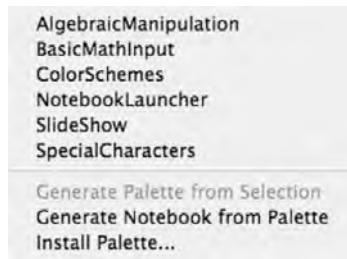 AlgebraicManipulation
BasicMathInput
ColorSchemes
NotebookLauncher
SlideShow
SpecialCharacters
Generate Palette from Selection
Generate Notebook from Palette
Install Palette...